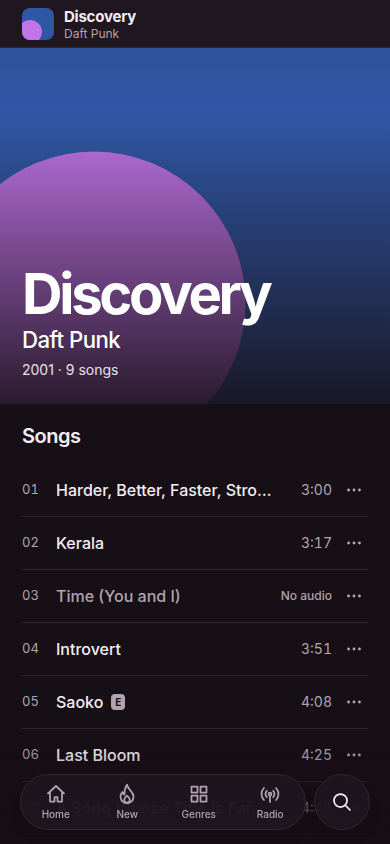 Discovery
Daft Punk
Discovery
Daft Punk
2001 · 9 songs
Songs
01 Harder, Better, Faster, Stro... 3:00
02 Kerala 3:17
03 Time (You and I) No audio
04 Introvert 3:51
05 Saoko E 4:08
06 Last Bloom 4:25
Home New Genres Radio